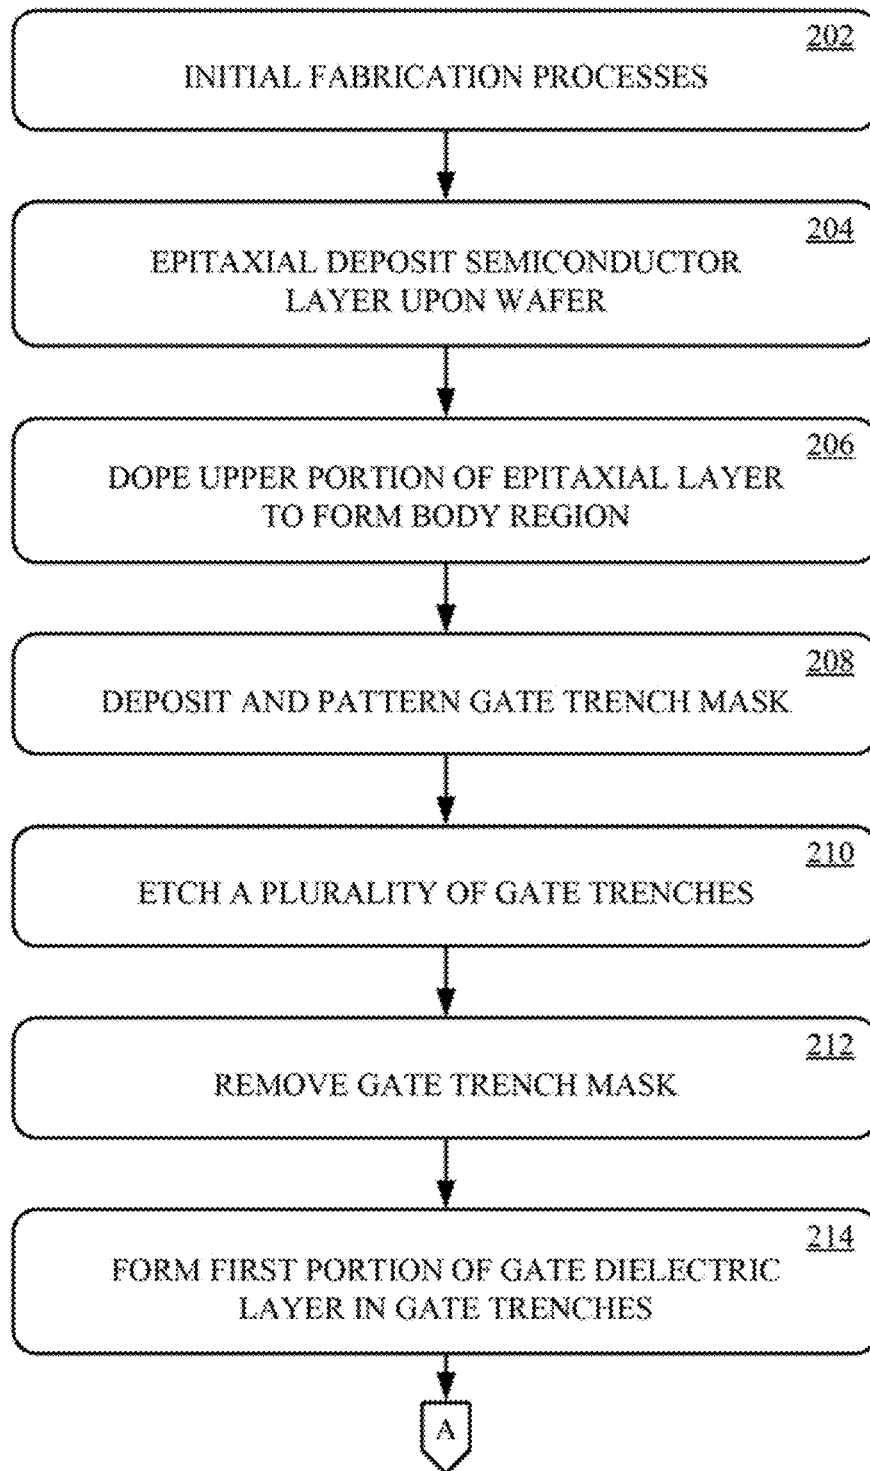 202
INITIAL FABRICATION PROCESSES
204
EPITAXIAL DEPOSIT SEMICONDUCTOR
LAYER UPON WAFER
206
DOPE UPPER PORTION OF EPITAXIAL LAYER
TO FORM BODY REGION
208
DEPOSIT AND PATTERN GATE TRENCH MASK
210
ETCH A PLURALITY OF GATE TRENCHES
212
REMOVE GATE TRENCH MASK
214
FORM FIRST PORTION OF GATE DIELECTRIC
LAYER IN GATE TRENCHES
A